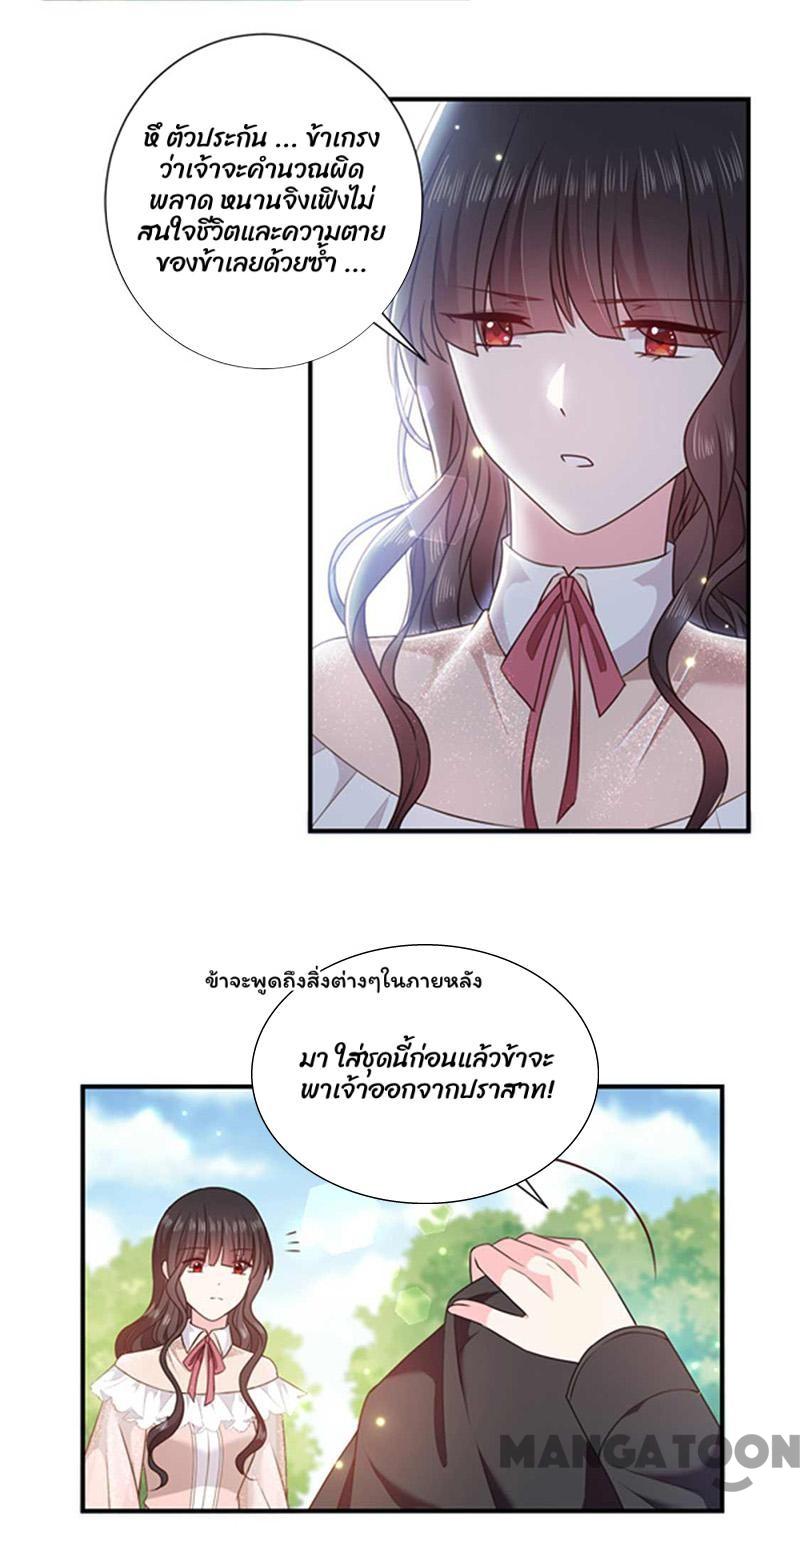 หึ ตัวประกัน ... ข้าเกรง
ว่าเจ้าจะคำนวณผิด
พลาด หนานจิงเฟิงไม่
สนใจชีวิตและความตาย
ของข้าเลยด้วยซ้ำ ...
ข้าจะพูดถึงสิ่งต่างๆในภายหลัง
มา ใส่ชุดนี้ก่อนแล้วข้าจะ
พาเจ้าออกจากปราสาท!
MANGATOON